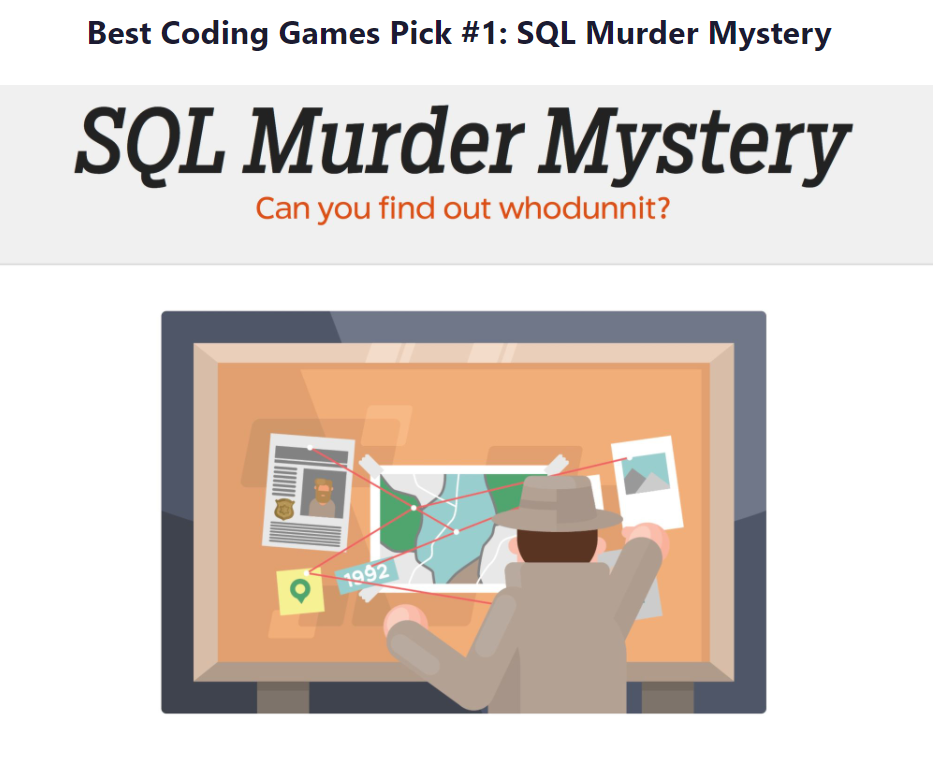 Best Coding Games Pick #1: SQL Murder Mystery
SQL Murder Mystery
Can you find out whodunnit?
1992